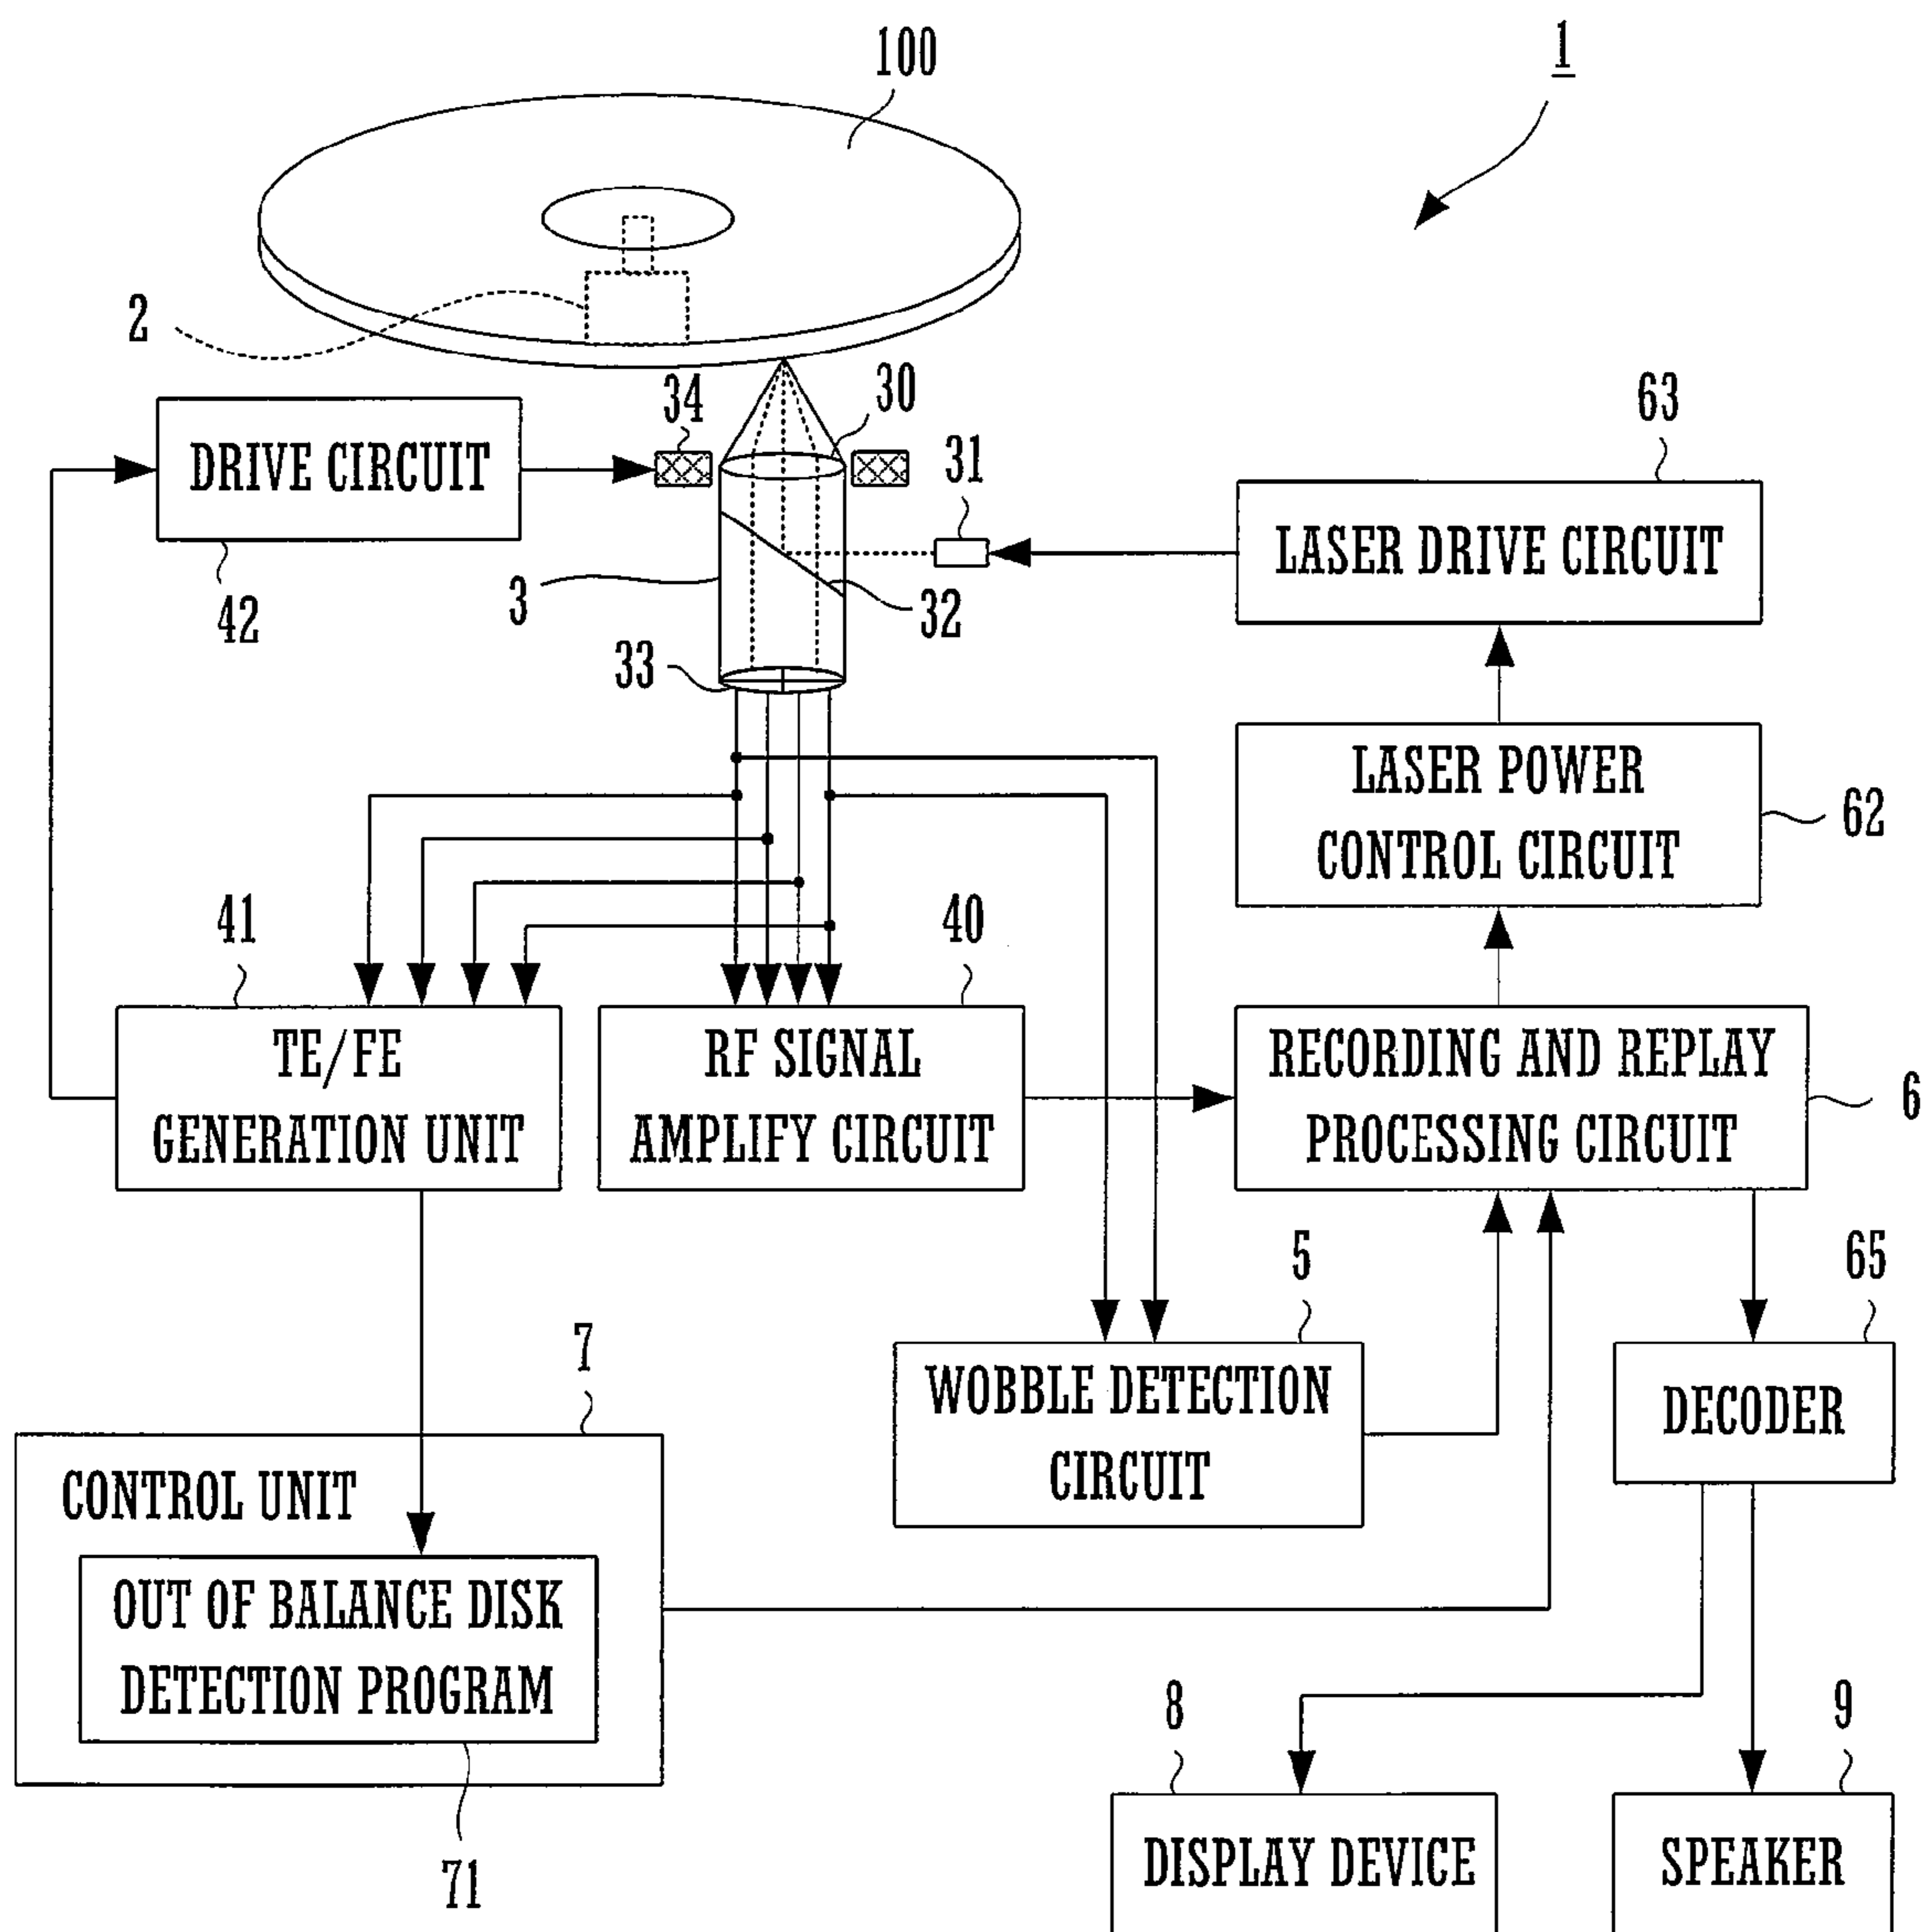 100
1
2
34
30
63
DRIVE CIRCUIT
31
LASER DRIVE CIRCUIT
3
32
42
33
LASER POWER
CONTROL CIRCUIT
62
41
40
TE/FE
GENERATION UNIT
RF SIGNAL
AMPLIFY CIRCUIT
RECORDING AND REPLAY
PROCESSING CIRCUIT
6
5
65
7
WOBBLE DETECTION
CIRCUIT
DECODER
CONTROL UNIT
OUT OF BALANCE DISK
DETECTION PROGRAM
8
9
71
DISPLAY DEVICE
SPEAKER